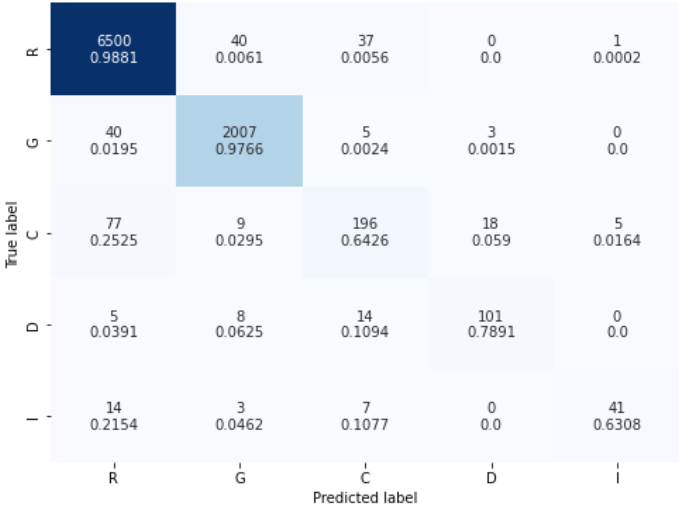 R
6500 40 37 0 1
0.9881 0.0061 0.0056 0.0 0.0002
G
40 2007 5 3 0
0.0195 0.9766 0.0024 0.0015 0.0
True label
C
77 9 196 18 5
0.2525 0.0295 0.6426 0.059 0.0164
D
5 8 14 101 0
0.0391 0.0625 0.1094 0.7891 0.0
I
14 3 7 0 41
0.2154 0.0462 0.1077 0.0 0.6308
R G C D I
Predicted label